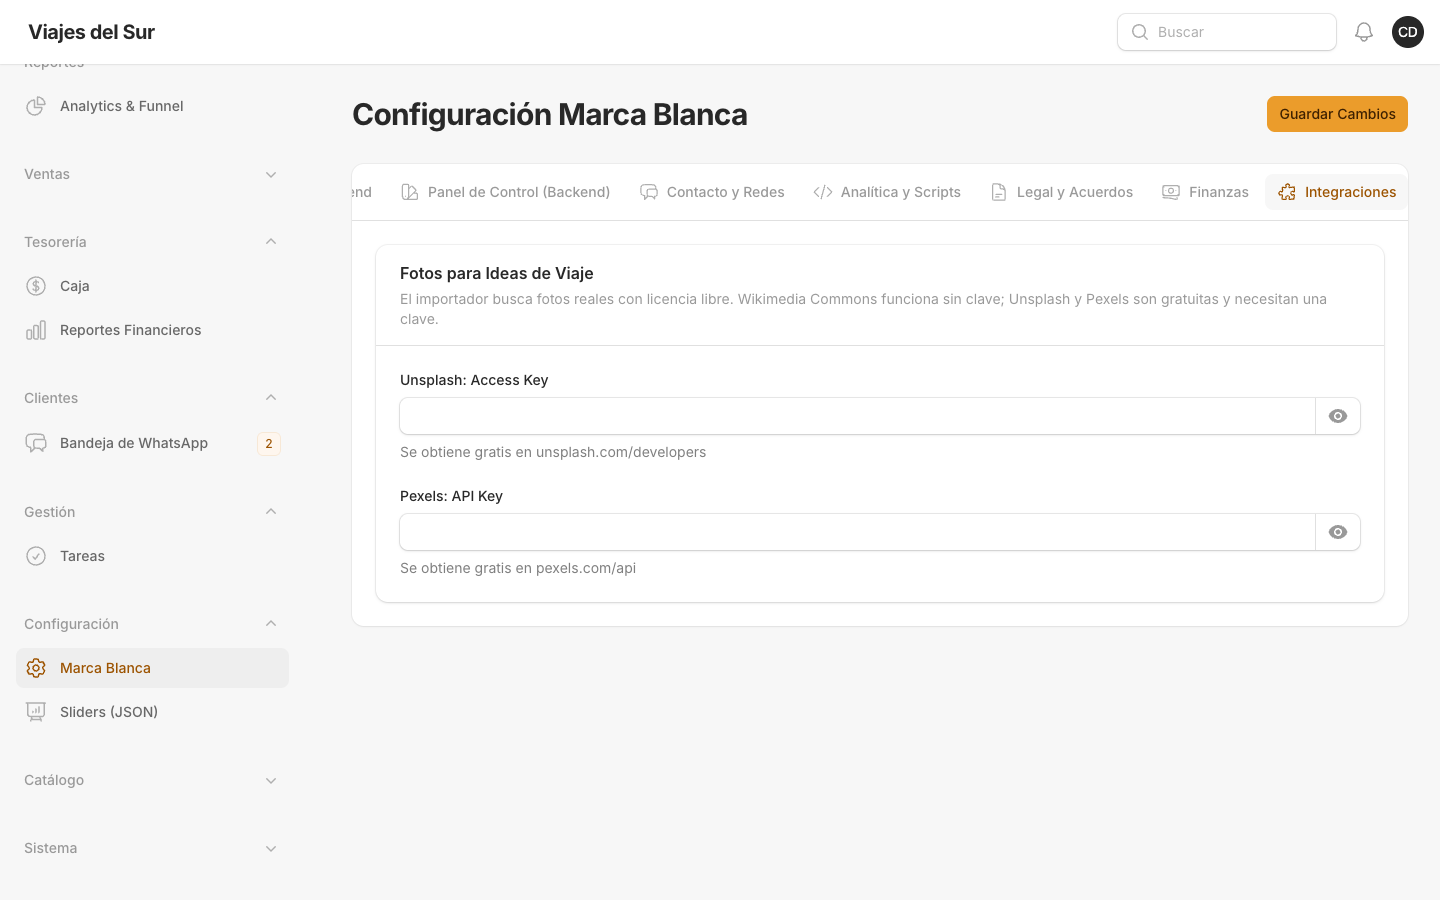 Viajes del Sur
Buscar
CD
Reportes
Analytics & Funnel
Ventas
Tesorería
Caja
Reportes Financieros
Clientes
Bandeja de WhatsApp
2
Gestión
Tareas
Configuración
Marca Blanca
Sliders (JSON)
Catálogo
Sistema
Configuración Marca Blanca
Guardar Cambios
end
Panel de Control (Backend)
Contacto y Redes
Analítica y Scripts
Legal y Acuerdos
Finanzas
Integraciones
Fotos para Ideas de Viaje
El importador busca fotos reales con licencia libre. Wikimedia Commons funciona sin clave; Unsplash y Pexels son gratuitas y necesitan una
clave.
Unsplash: Access Key
Se obtiene gratis en unsplash.com/developers
Pexels: API Key
Se obtiene gratis en pexels.com/api